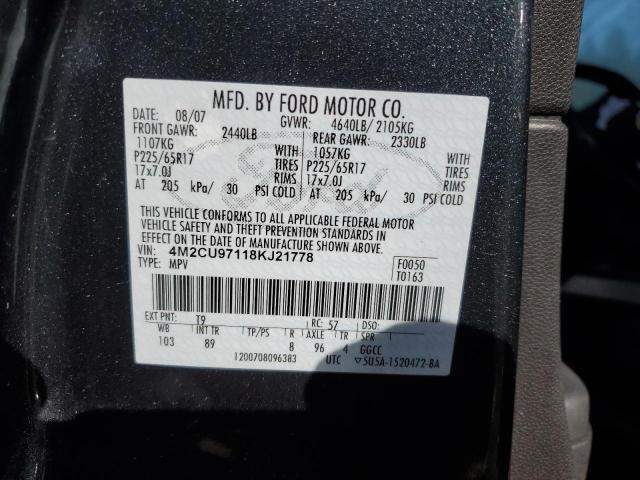 MFD. BY FORD MOTOR CO.
DATE: 08/07 GVWR: 4640LB/ 2105KG
FRONT GAWR: 2440LB REAR GAWR: 2330LB
1107KG WITH 1057KG WITH
P225/65R17 TIRES P225/65R17 TIRES
17x7.0J RIMS 17x7.0J RIMS
AT 205 kPa/ 30 PSI COLD AT 205 kPa/ 30 PSI COLD
THIS VEHICLE CONFORMS TO ALL APPLICABLE FEDERAL MOTOR
VEHICLE SAFETY AND THEFT PREVENTION STANDARDS IN
EFFECT ON THE DATE OF MANUFACTURE SHOWN ABOVE.
VIN: 4M2CU97118KJ21778 F0050
TYPE: MPV T0163
EXT PNT: T9 RC: 57 DSO:
WB INT TR TP/PS R AXLE TR SPR
103 89 8 96 4 GGCC
1200708096383 UTC ▽5U5A-1520472-BA
Ford